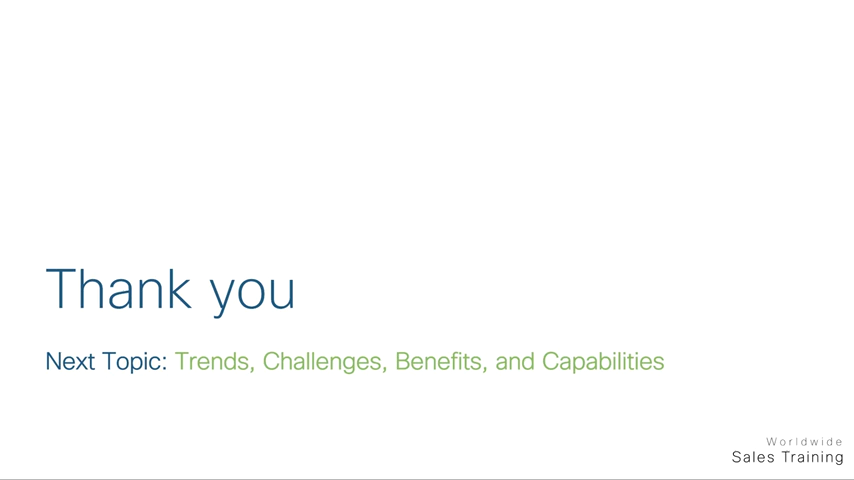 Thank you
Next Topic: Trends, Challenges, Benefits, and Capabilities
Worldwide
Sales Training